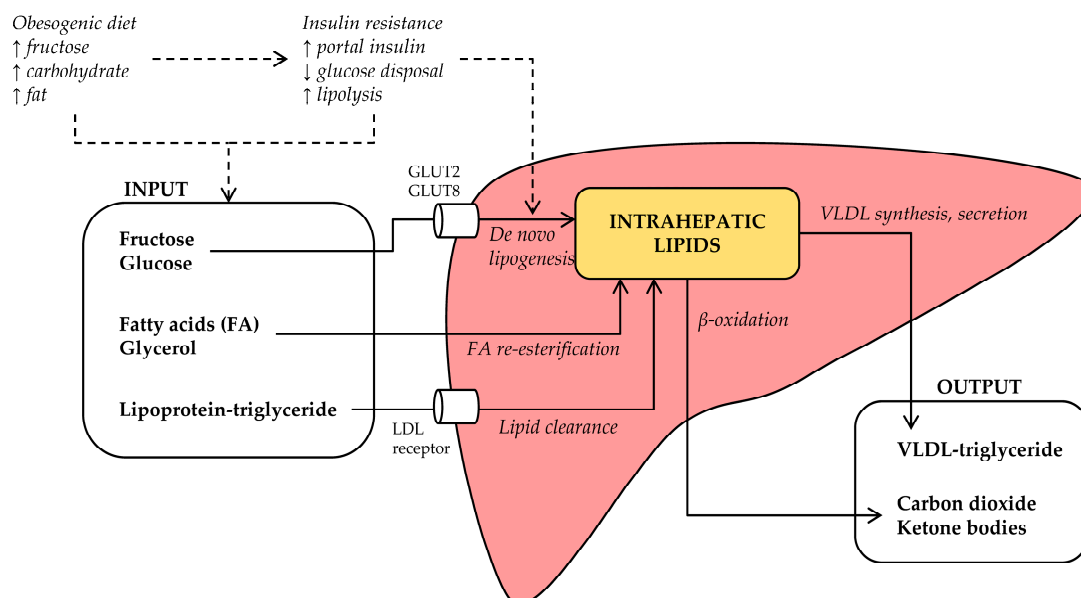 Obesogenic diet
↑ fructose
↑ carbohydrate
↑ fat
Insulin resistance
↑ portal insulin
↓ glucose disposal
↑ lipolysis
INPUT
Fructose
Glucose
Fatty acids (FA)
Glycerol
Lipoprotein-triglyceride
GLUT2
GLUT8
De novo
lipogenesis
FA re-esterification
LDL
receptor
Lipid clearance
INTRAHEPATIC
LIPIDS
VLDL synthesis, secretion
β-oxidation
OUTPUT
VLDL-triglyceride
Carbon dioxide
Ketone bodies